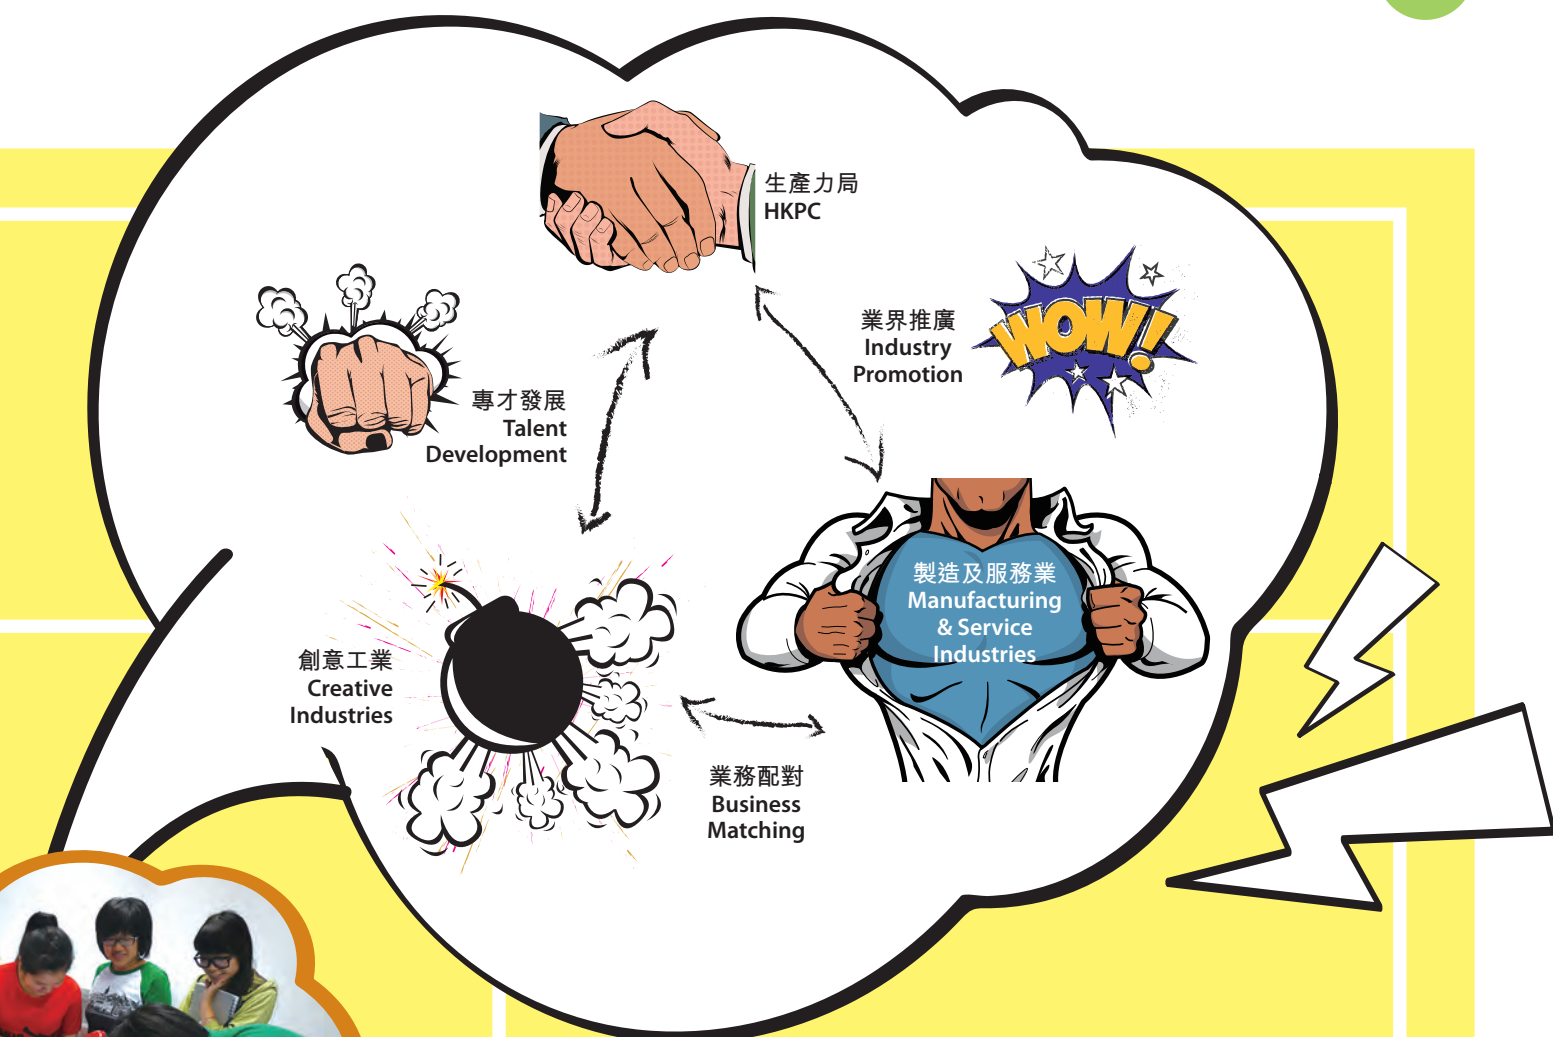 生產力局
HKPC
業界推廣
Industry
Promotion
WOW!
專才發展
Talent
Development
製造及服務業
Manufacturing
& Service
Industries
創意工業
Creative
Industries
業務配對
Business
Matching